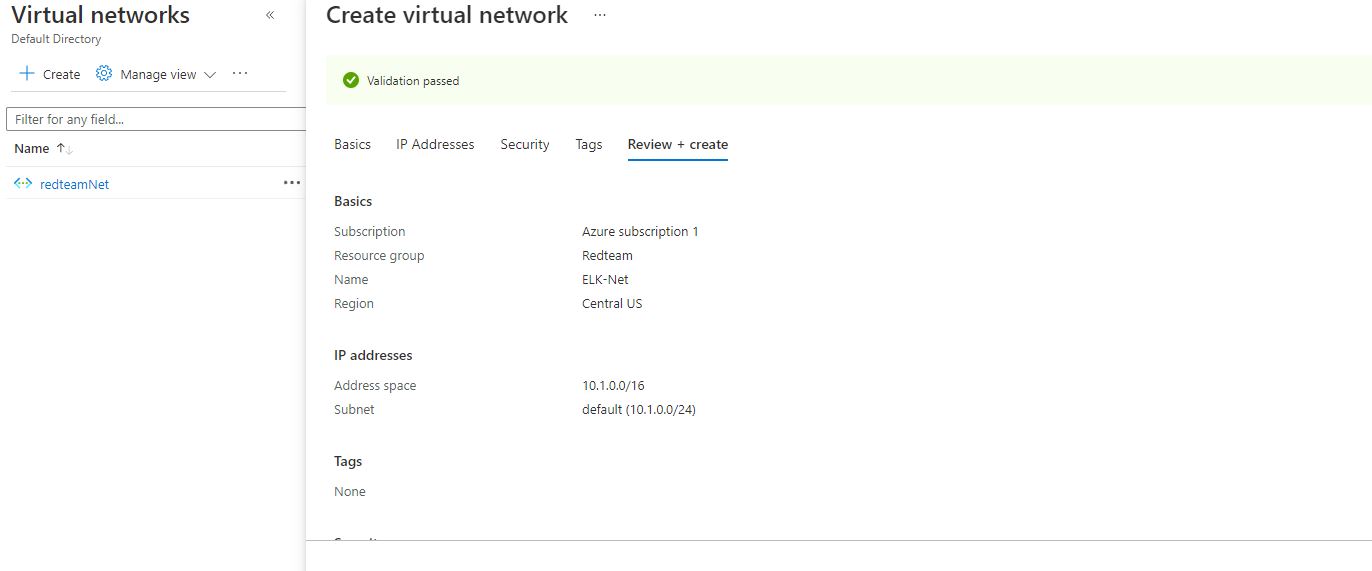 Virtual networks «
Default Directory
+ Create Manage view ···
Filter for any field...
Name ↑↓
redteamNet ···
Create virtual network ···
Validation passed
Basics IP Addresses Security Tags Review + create
Basics
Subscription Azure subscription 1
Resource group Redteam
Name ELK-Net
Region Central US
IP addresses
Address space 10.1.0.0/16
Subnet default (10.1.0.0/24)
Tags
None